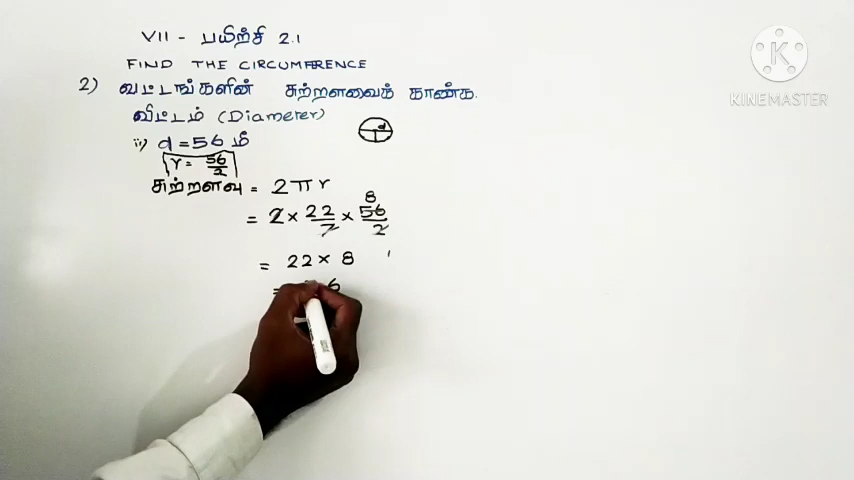 VII - பயிற்சி 2.1
FIND THE CIRCUMFERENCE
2) வட்டங்களின் சுற்றளவைக் காண்க.
விட்டம் (Diameter)
ii) d = 56 மீ
r = 56/2
சுற்றளவு = 2πr
= 2 × 22/7 × 56/2
8
= 22 × 8
= 6
d
K
KINEMASTER